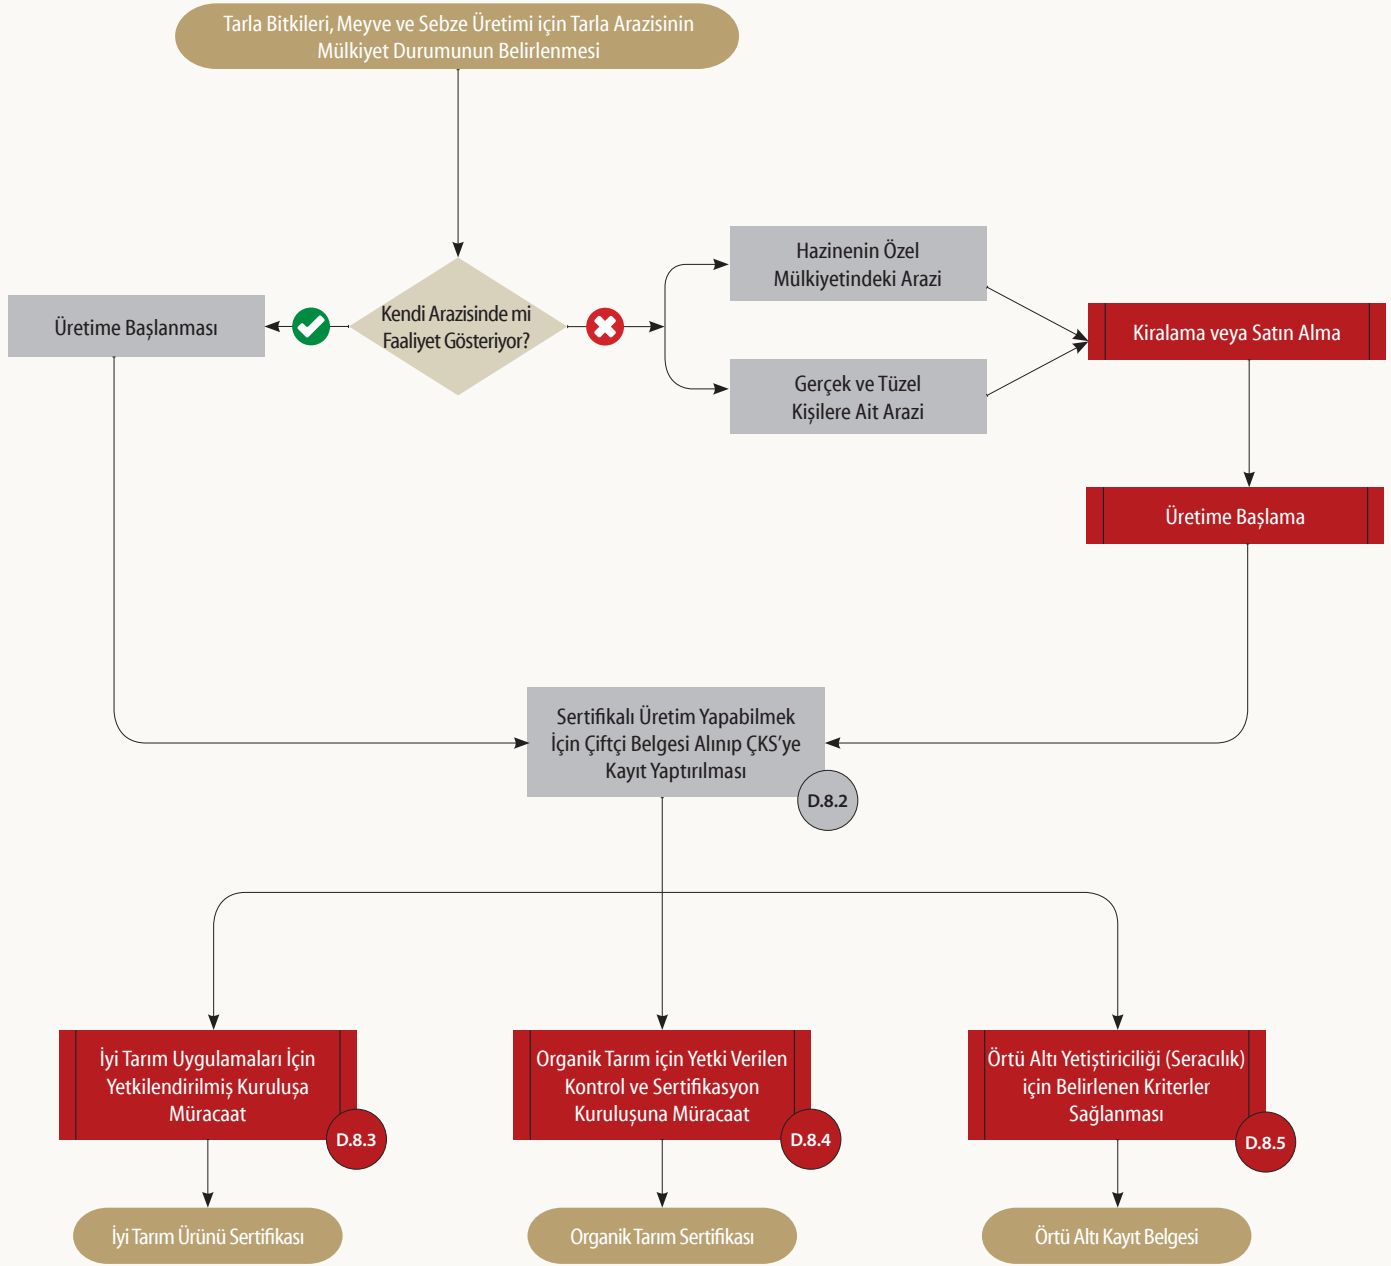 Tarla Bitkileri, Meyve ve Sebze Üretimi için Tarla Arazisinin
Mülkiyet Durumunun Belirlenmesi
Kendi Arazisinde mi
Faaliyet Gösteriyor?
Üretime Başlanması
Hazinenin Özel
Mülkiyetindeki Arazi
Gerçek ve Tüzel
Kişilere Ait Arazi
Kiralama veya Satın Alma
Üretime Başlama
Sertifikalı Üretim Yapabilmek
İçin Çiftçi Belgesi Alınıp ÇKS’ye
Kayıt Yaptırılması
D.8.2
İyi Tarım Uygulamaları İçin
Yetkilendirilmiş Kuruluşa
Müracaat
D.8.3
Organik Tarım için Yetki Verilen
Kontrol ve Sertifikasyon
Kuruluşuna Müracaat
D.8.4
Örtü Altı Yetiştiriciliği (Seracılık)
için Belirlenen Kriterler
Sağlanması
D.8.5
İyi Tarım Ürünü Sertifikası
Organik Tarım Sertifikası
Örtü Altı Kayıt Belgesi